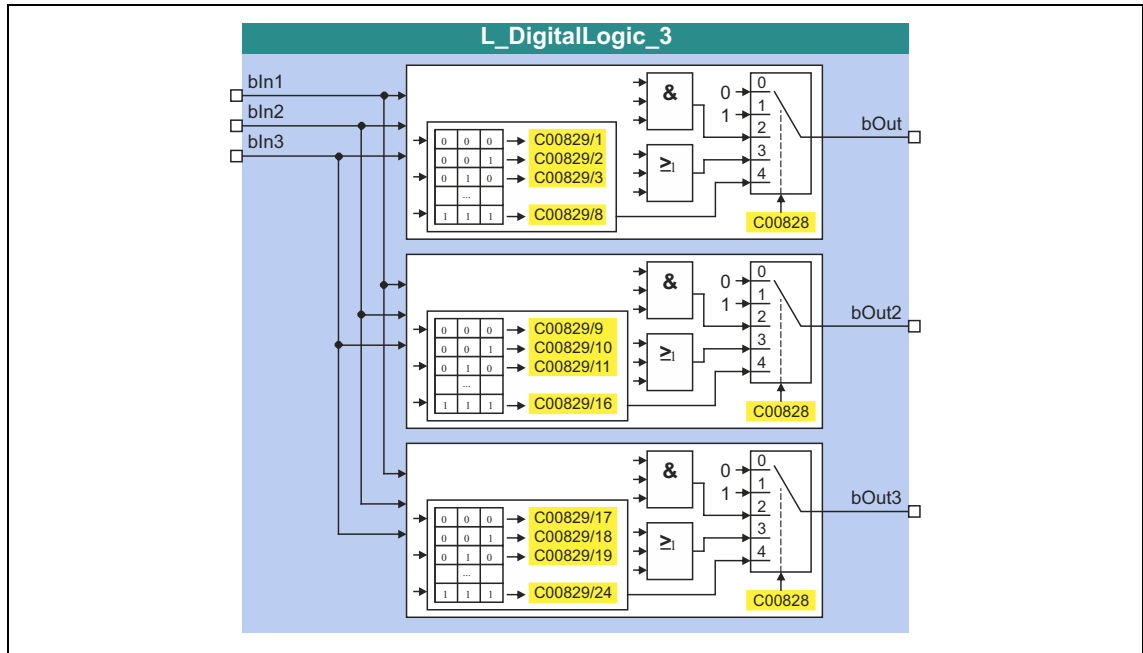 L_DigitalLogic_3
bIn1
bIn2
bIn3
0 0 0 C00829/1
0 0 1 C00829/2
0 1 0 C00829/3
...
1 1 1 C00829/8
&
≥1
0
1
0
1
2
3
4
C00828
bOut
0 0 0 C00829/9
0 0 1 C00829/10
0 1 0 C00829/11
...
1 1 1 C00829/16
&
≥1
0
1
0
1
2
3
4
C00828
bOut2
0 0 0 C00829/17
0 0 1 C00829/18
0 1 0 C00829/19
...
1 1 1 C00829/24
&
≥1
0
1
0
1
2
3
4
C00828
bOut3